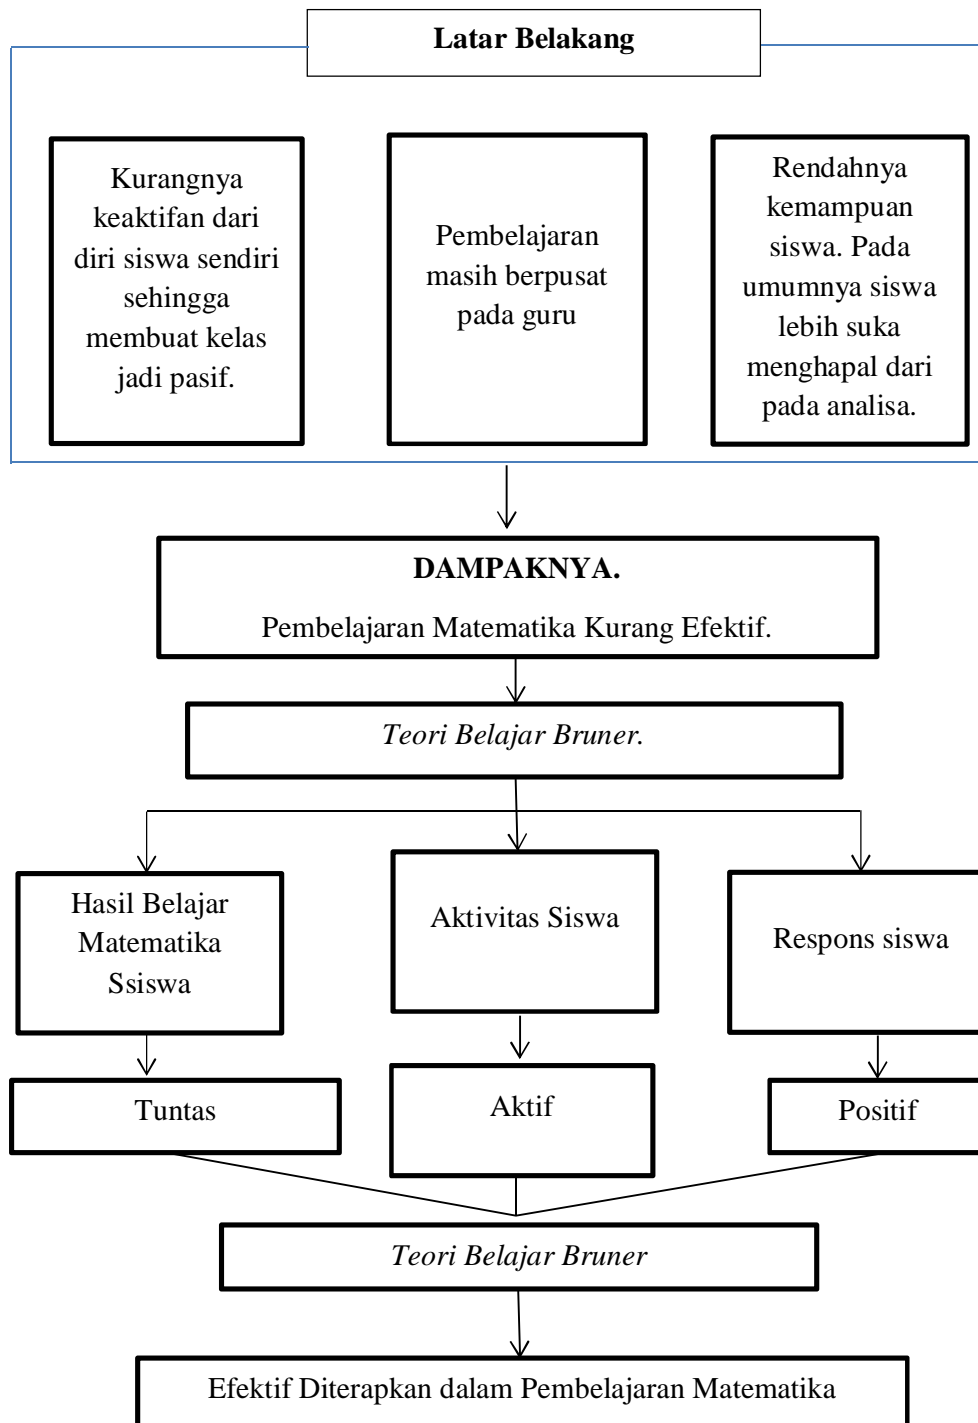 Latar Belakang
Kurangnya
keaktifan dari
diri siswa sendiri
sehingga
membuat kelas
jadi pasif.
Pembelajaran
masih berpusat
pada guru
Rendahnya
kemampuan
siswa. Pada
umumnya siswa
lebih suka
menghapal dari
pada analisa.
DAMPAKNYA.
Pembelajaran Matematika Kurang Efektif.
Teori Belajar Bruner.
Hasil Belajar
Matematika
Ssiswa
Aktivitas Siswa
Respons siswa
Tuntas
Aktif
Positif
Teori Belajar Bruner
Efektif Diterapkan dalam Pembelajaran Matematika